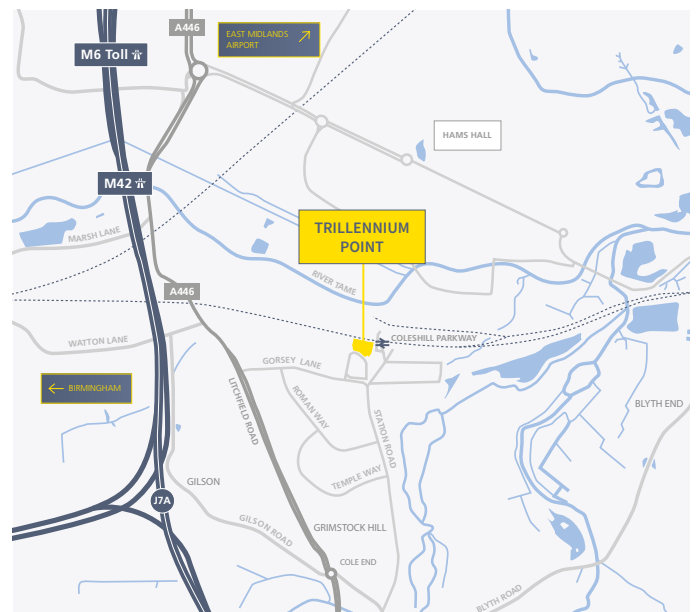 A446
EAST MIDLANDS
AIRPORT
M6 Toll
HAMS HALL
M42
TRILLENNIUM
POINT
MARSH LANE
RIVER TAME
A446
COLESHILL PARKWAY
WATTON LANE
GORSEY LANE
BIRMINGHAM
LITCHFIELD ROAD
ROMAN WAY
STATION ROAD
BLYTH END
TEMPLE WAY
GILSON
J7A
GILSON ROAD
GRIMSTOCK HILL
COLE END
BLYTH ROAD